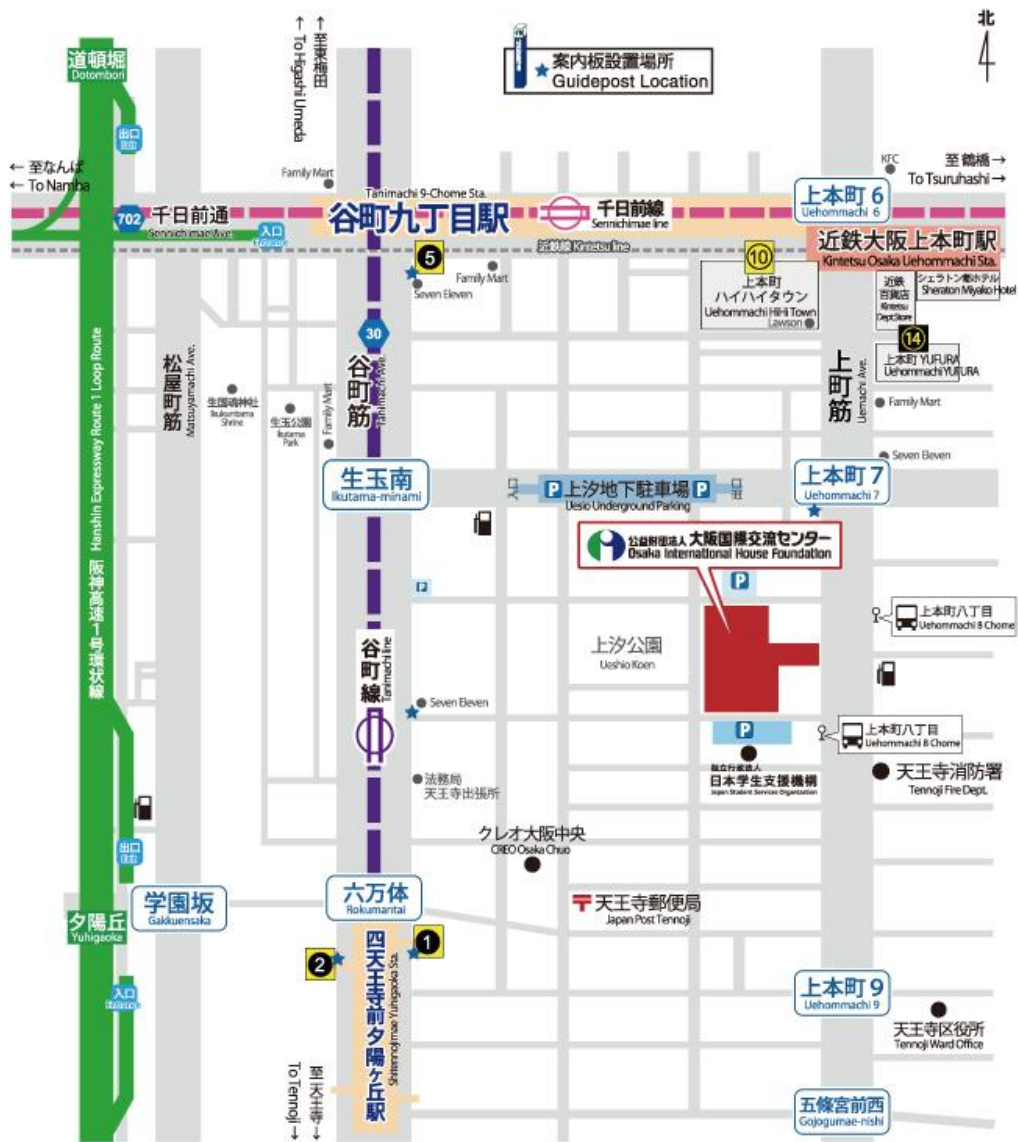 北
道頓堀
Dotombori
出口
←至東梅田
←To Higashi Umeda
案内板設置場所
Guidepost Location
← 至なんば
← To Namba
Family Mart
KFC
至 鶴橋→
To Tsuruhashi→
702
千日前通
Sennichimae Ave.
入口
Entrance
Tanimachi 9-Chome Sta.
谷町九丁目駅
千日前線
Sennichimae line
上本町 6
Uehommachi 6
近鉄線 Kintetsu line
近鉄大阪上本町駅
Kintetsu Osaka Uehommachi Sta.
5
Family Mart
Seven Eleven
10
上本町
ハイハイタウン
Uehommachi HiHi Town
Lawson
近鉄
百貨店
Kintetsu
Dept.Store
シェラトン都ホテル
Sheraton Miyako Hotel
14
上本町 YUFURA
Uehommachi YUFURA
30
谷町筋
Tanimachi Ave.
松屋町筋
Matsuyamachi Ave.
上町筋
Uemachi Ave.
生国魂神社
Ikukunitama
Shrine
生玉公園
Ikutama
Park
Family Mart
Family Mart
Seven Eleven
Hanshin Expressway Route 1 Loop Route
阪神高速1号環状線
生玉南
Ikutama-minami
入口
P 上汐地下駐車場 P
Uesio Underground Parking
出口
上本町 7
Uehommachi 7
公益財団法人 大阪国際交流センター
Osaka International House Foundation
P
P
上本町八丁目
Uehommachi 8 Chome
上汐公園
Ueshio Koen
谷町線
Tanimachi line
Seven Eleven
P
上本町八丁目
Uehommachi 8 Chome
独立行政法人
日本学生支援機構
Japan Student Services Organization
法務局
天王寺出張所
天王寺消防署
Tennoji Fire Dept.
クレオ大阪中央
CREO Osaka Chuo
出口
学園坂
Gakkuensaka
六万体
Rokumantai
天王寺郵便局
Japan Post Tennoji
夕陽丘
Yuhigaoka
2
1
四天王寺前夕陽ヶ丘駅
Shitennojimae Yuhigaoka Sta.
入口
Entrance
上本町 9
Uehommachi 9
天王寺区役所
Tennoji Ward Office
至 天王寺→
To Tennoji→
五條宮前西
Gojogumae-nishi